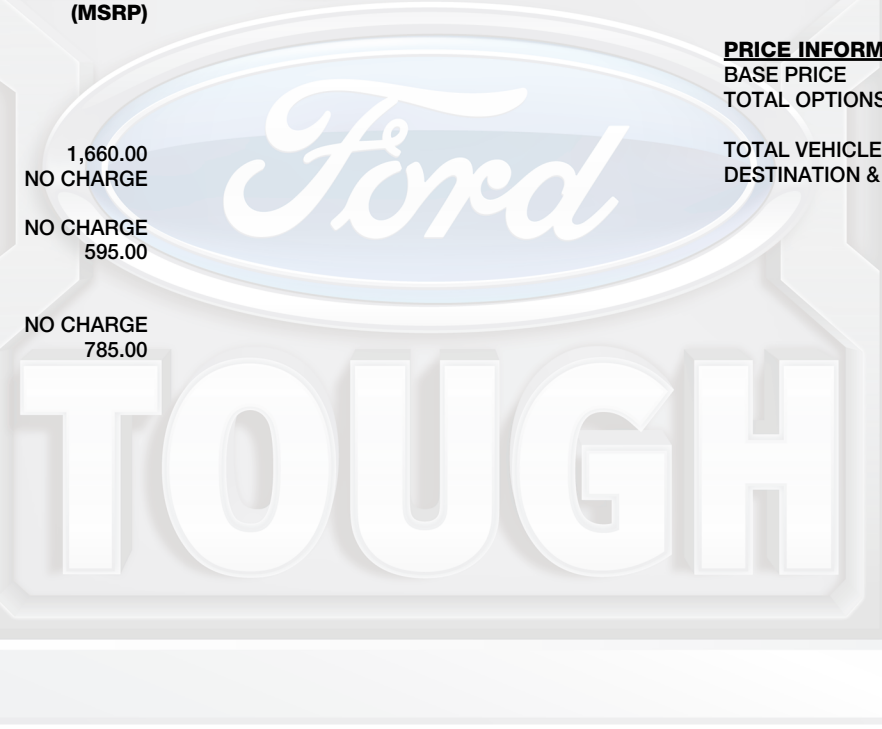 (MSRP)
1,660.00
NO CHARGE
NO CHARGE
595.00
NO CHARGE
785.00
PRICE INFORM
BASE PRICE
TOTAL OPTIONS
TOTAL VEHICLE
DESTINATION &
Ford
TOUGH